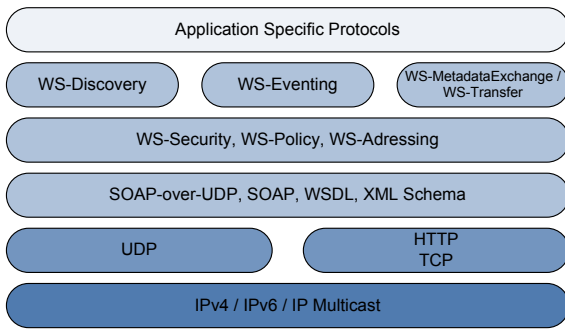 Application Specific Protocols
WS-Discovery
WS-Eventing
WS-MetadataExchange /
WS-Transfer
WS-Security, WS-Policy, WS-Adressing
SOAP-over-UDP, SOAP, WSDL, XML Schema
UDP
HTTP
TCP
IPv4 / IPv6 / IP Multicast